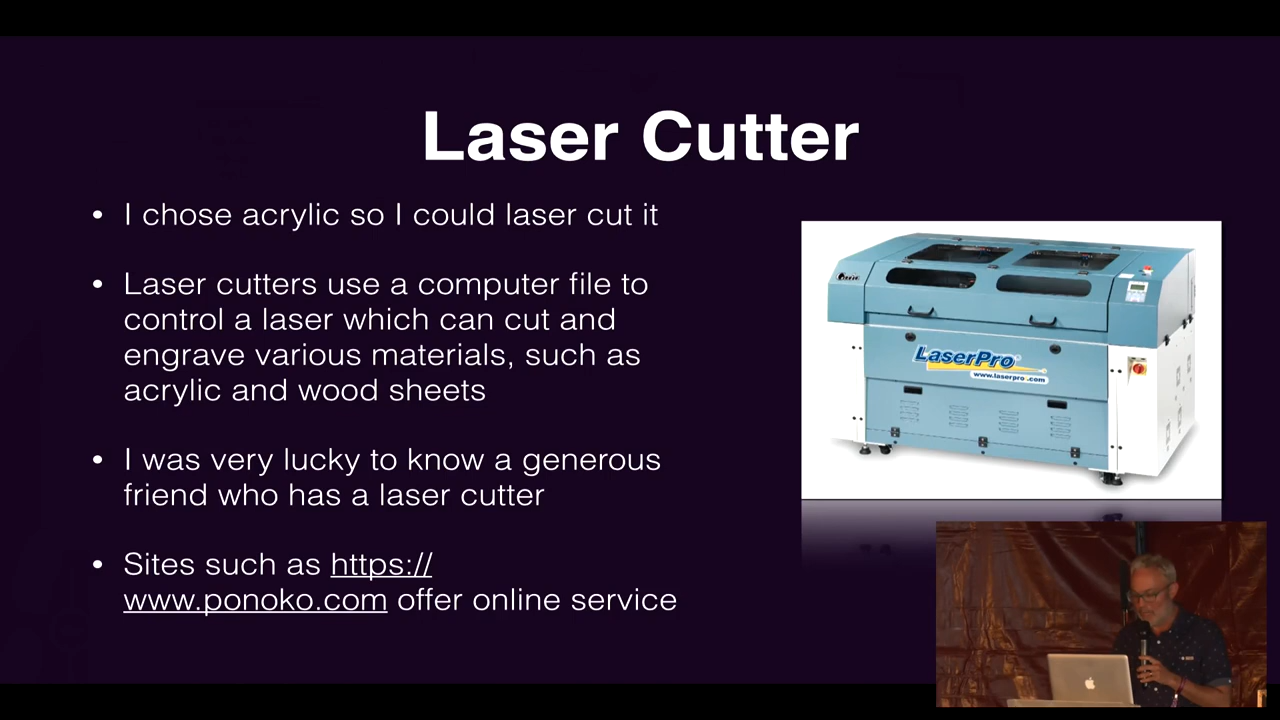 Laser Cutter
• I chose acrylic so I could laser cut it
• Laser cutters use a computer file to
control a laser which can cut and
engrave various materials, such as
acrylic and wood sheets
• I was very lucky to know a generous
friend who has a laser cutter
• Sites such as https://
www.ponoko.com offer online service
LaserPro
www.laserpro.com